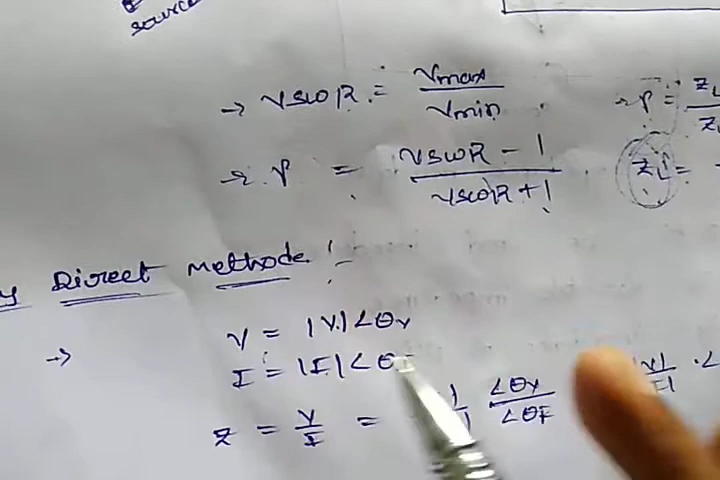 source
→ VSWR = Vmax / Vmin
→ ρ = VSWR - 1 / VSWR + 1
→ ρ = ZL
ZL =
Direct Methode :-
→ V = |V| ∠θv
I = |I| ∠θ
Z = V / I = ∠θv / ∠θI |V| / |I| . ∠